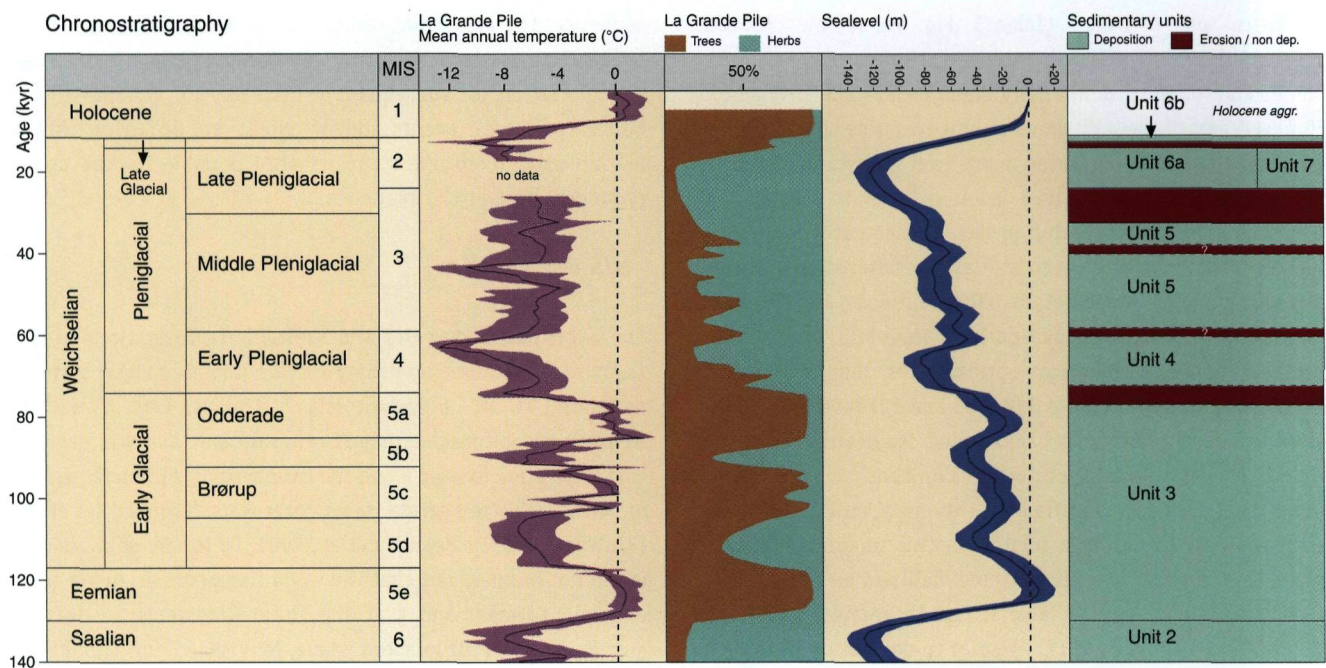 Chronostratigraphy
La Grande Pile
Mean annual temperature (°C)
La Grande Pile
Trees
Herbs
Sealevel (m)
Sedimentary units
Deposition
Erosion / non dep.
MIS
-12 -8 -4 0
50%
-140 -120 -100 -80 -60 -40 -20 0 +20
Age (kyr)
20
40
60
80
100
120
140
Holocene
Weichselian
Late
Glacial
Pleniglacial
Late Pleniglacial
Middle Pleniglacial
Early Pleniglacial
Early Glacial
Odderade
Brørup
Eemian
Saalian
1
2
3
4
5a
5b
5c
5d
5e
6
no data
Unit 6b
Holocene aggr.
Unit 6a
Unit 7
Unit 5
?
Unit 5
?
Unit 4
Unit 3
Unit 2